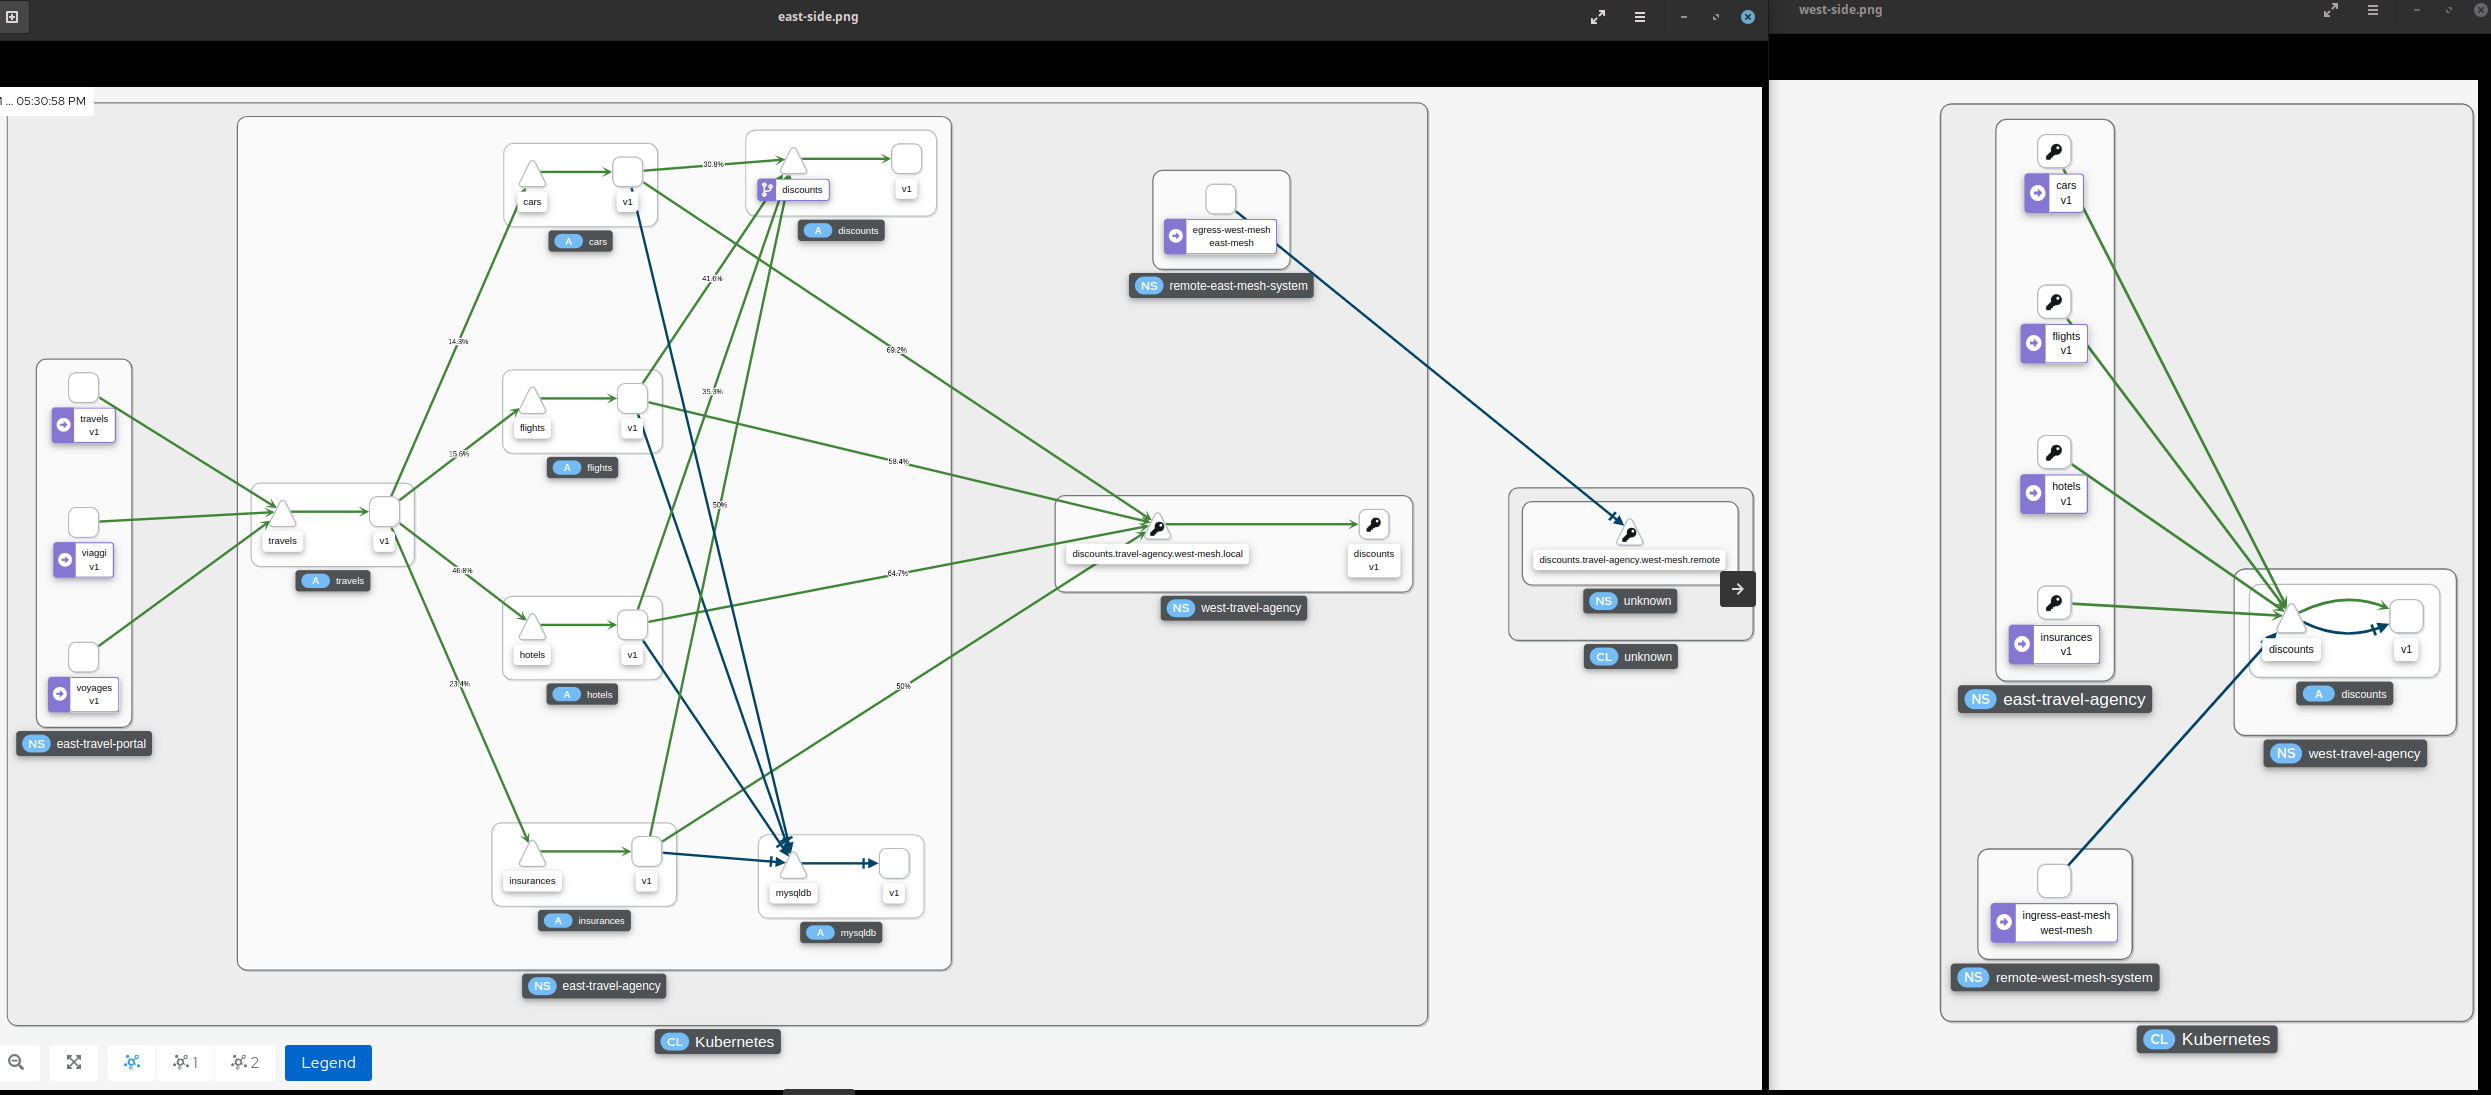 east-side.png
west-side.png
... 05:30:58 PM
cars
v1
A cars
30.8%
discounts
v1
A discounts
egress-west-mesh
east-mesh
NS remote-east-mesh-system
41.6%
14.3%
69.2%
travels
v1
viaggi
v1
voyages
v1
NS east-travel-portal
travels
v1
A travels
15.6%
flights
v1
A flights
35.3%
58.4%
50%
46.8%
hotels
v1
A hotels
64.7%
23.4%
50%
discounts.travel-agency.west-mesh.local
discounts
v1
NS west-travel-agency
discounts.travel-agency.west-mesh.remote
NS unknown
CL unknown
insurances
v1
A insurances
mysqldb
v1
A mysqldb
NS east-travel-agency
CL Kubernetes
1
2
Legend
cars
v1
flights
v1
hotels
v1
insurances
v1
NS east-travel-agency
discounts
v1
A discounts
NS west-travel-agency
ingress-east-mesh
west-mesh
NS remote-west-mesh-system
CL Kubernetes